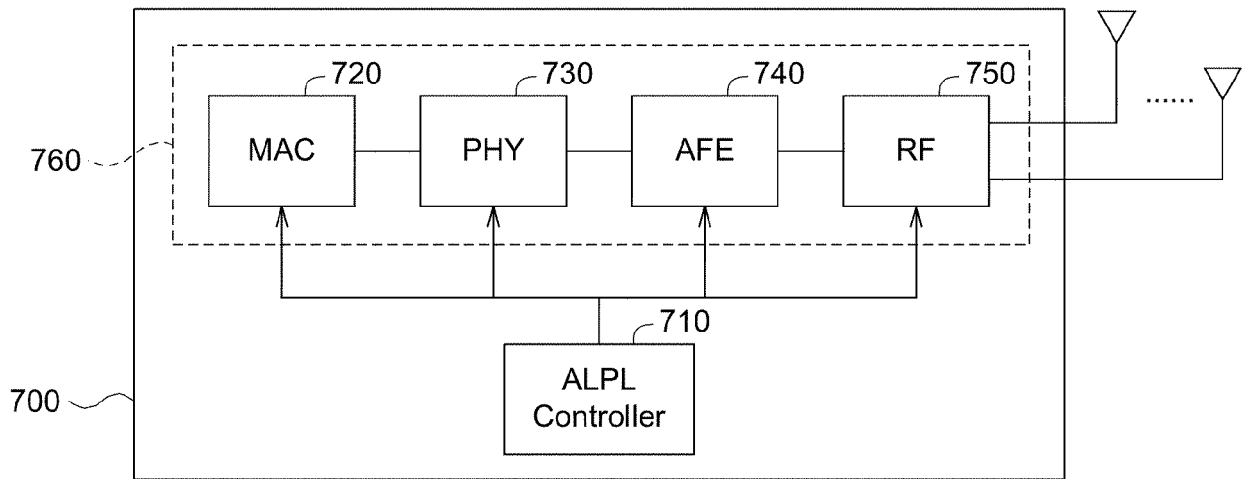 720 730 740 750
......
MAC PHY AFE RF
760
710
ALPL
Controller
700